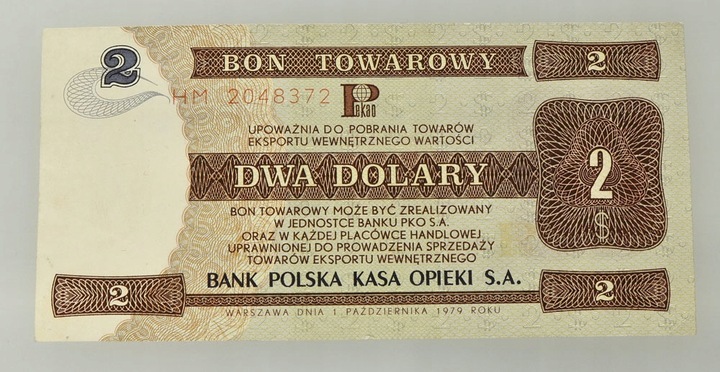 2
BON TOWAROWY
2
HM 2048372
Pekao
UPOWAŻNIA DO POBRANIA TOWARÓW
EKSPORTU WEWNĘTRZNEGO WARTOŚCI
DWA DOLARY
2
$
BON TOWAROWY MOŻE BYĆ ZREALIZOWANY
W JEDNOSTCE BANKU PKO S.A.
ORAZ W KAŻDEJ PLACÓWCE HANDLOWEJ
UPRAWNIONEJ DO PROWADZENIA SPRZEDAŻY
TOWARÓW EKSPORTU WEWNĘTRZNEGO
BANK POLSKA KASA OPIEKI S.A.
2
2
WARSZAWA DNIA 1. PAŹDZIERNIKA 1979 ROKU